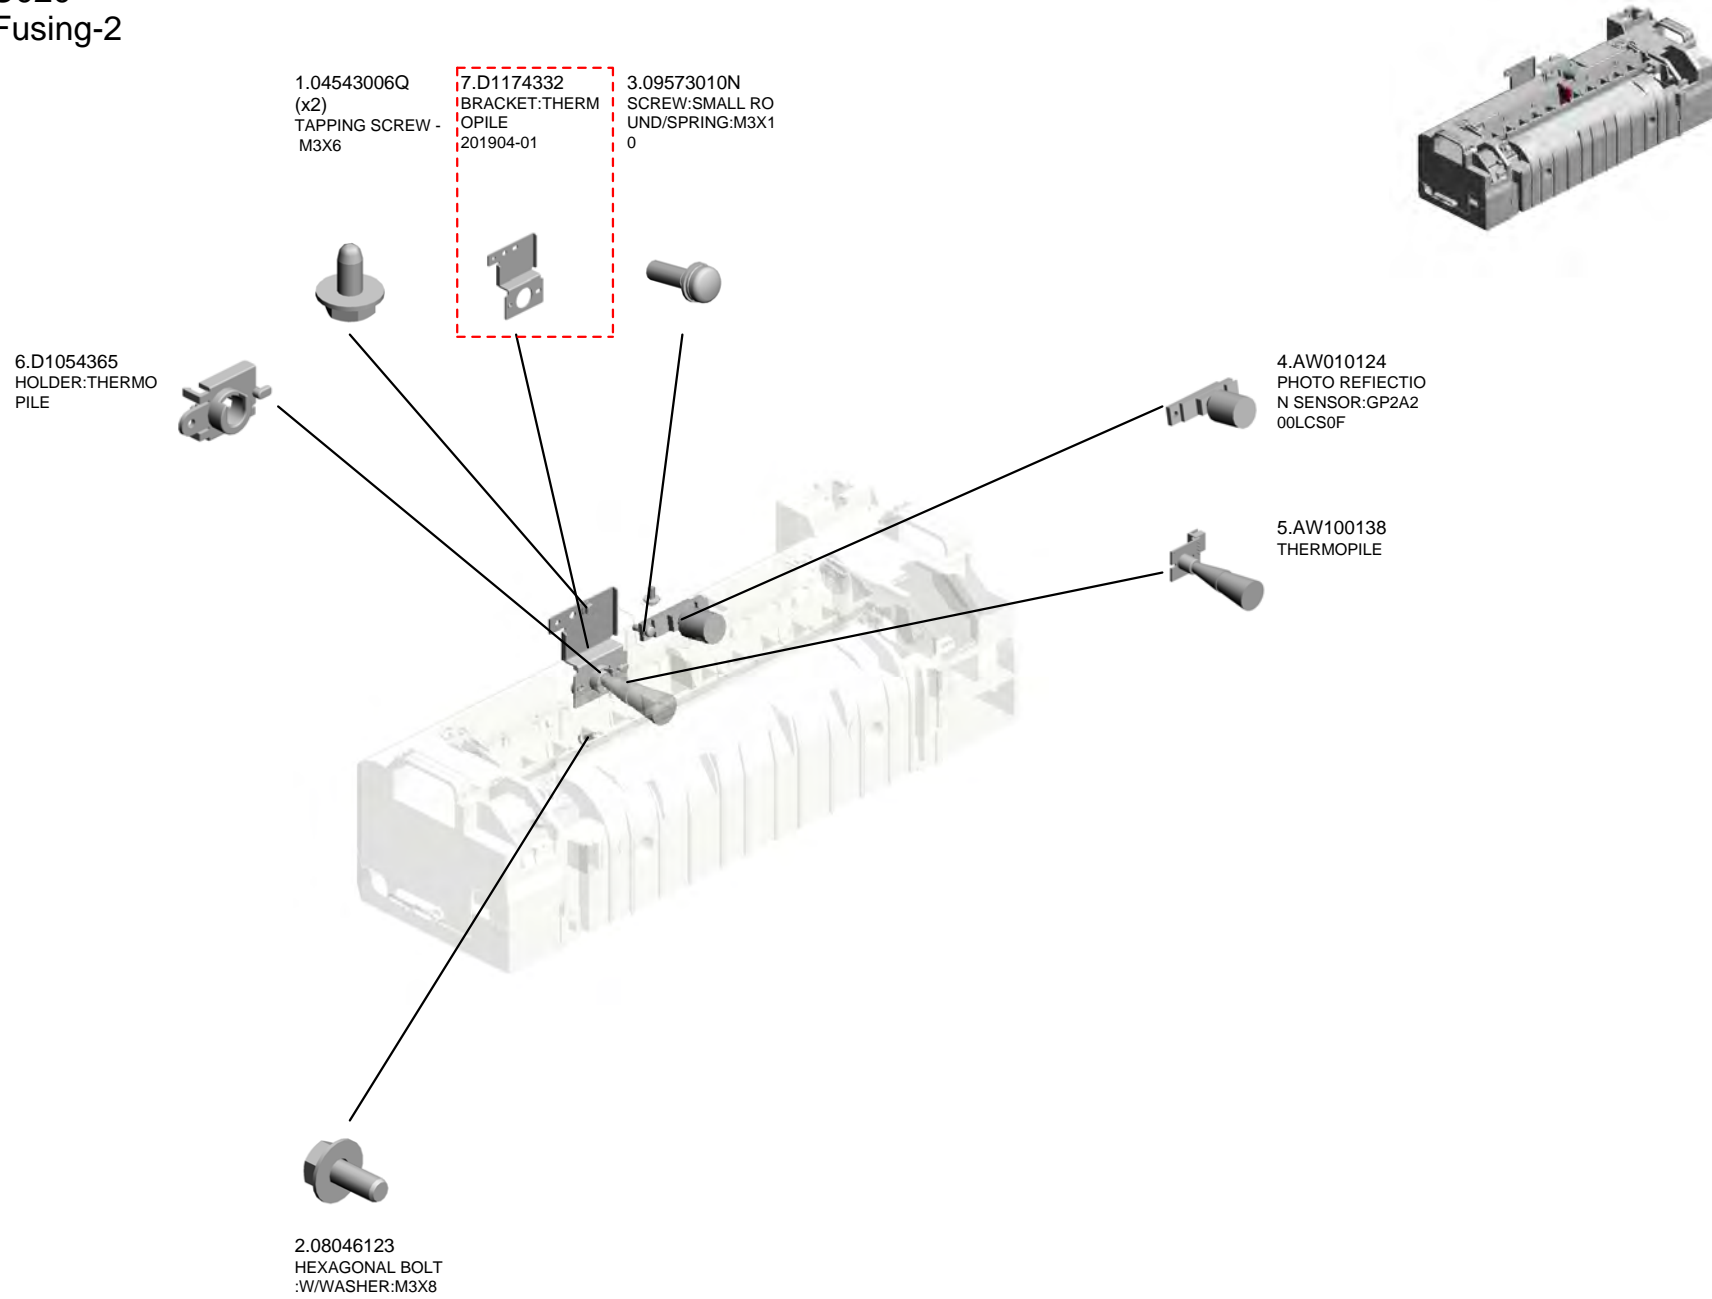 Fusing-2
1.04543006Q
(x2)
TAPPING SCREW -
M3X6
7.D1174332
BRACKET:THERM
OPILE
201904-01
3.09573010N
SCREW:SMALL RO
UND/SPRING:M3X1
0
6.D1054365
HOLDER:THERMO
PILE
4.AW010124
PHOTO REFIECTIO
N SENSOR:GP2A2
00LCS0F
5.AW100138
THERMOPILE
2.08046123
HEXAGONAL BOLT
:W/WASHER:M3X8